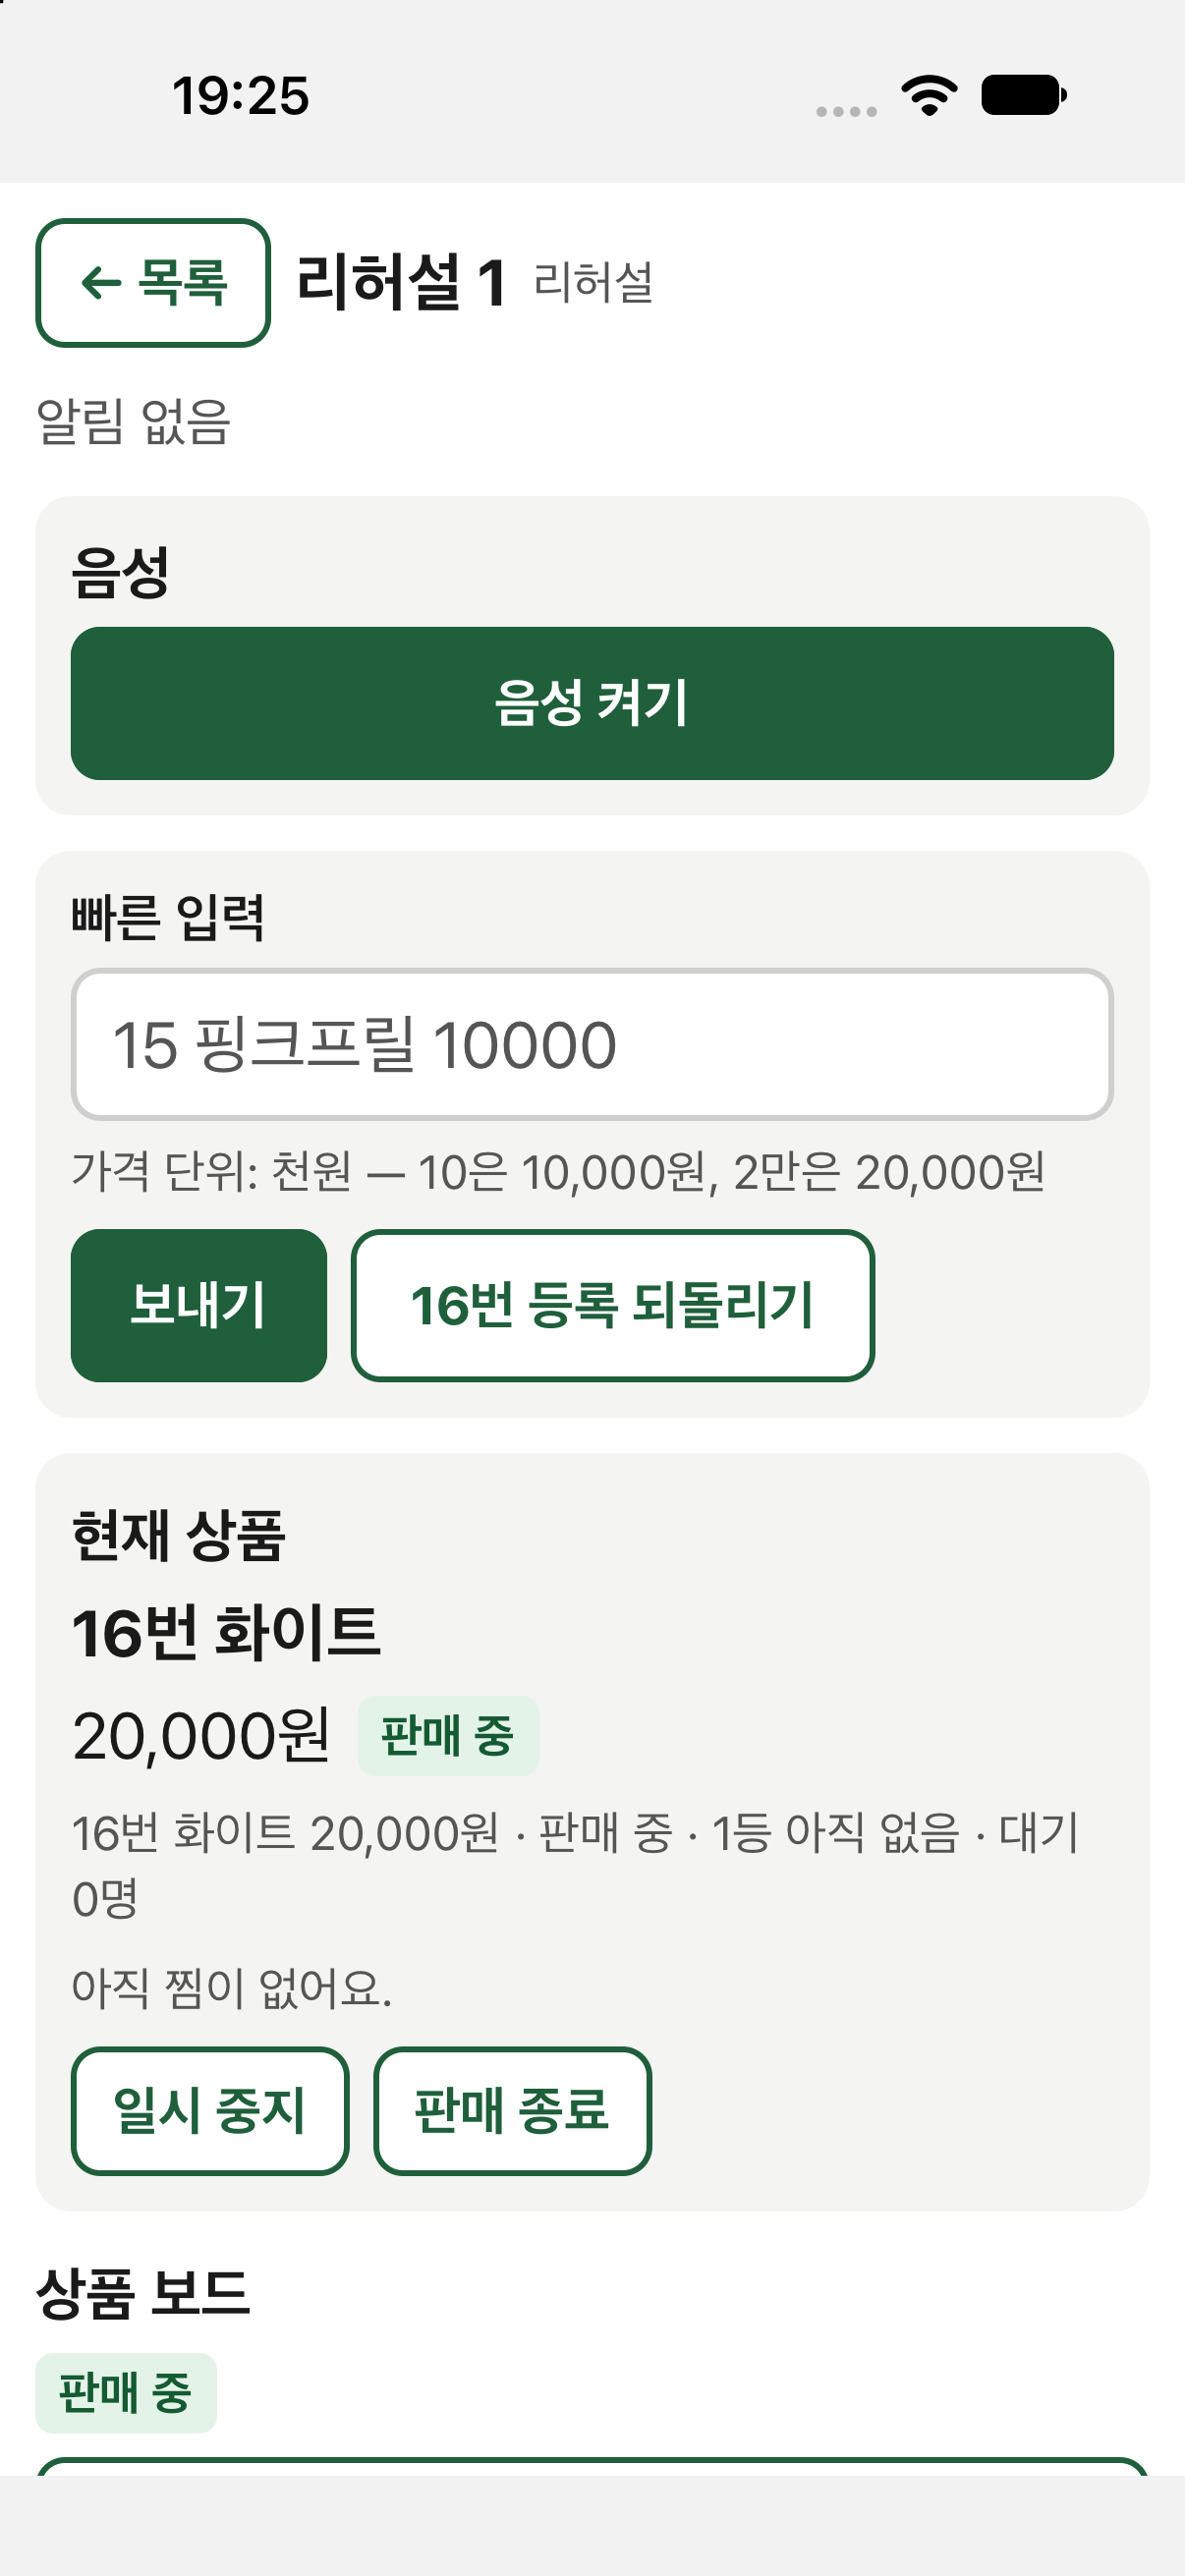 19:25
← 목록 리허설 1 리허설
알림 없음
음성
음성 켜기
빠른 입력
15 핑크프릴 10000
가격 단위: 천원 — 10은 10,000원, 2만은 20,000원
보내기 16번 등록 되돌리기
현재 상품
16번 화이트
20,000원 판매 중
16번 화이트 20,000원 · 판매 중 · 1등 아직 없음 · 대기
0명
아직 찜이 없어요.
일시 중지 판매 종료
상품 보드
판매 중